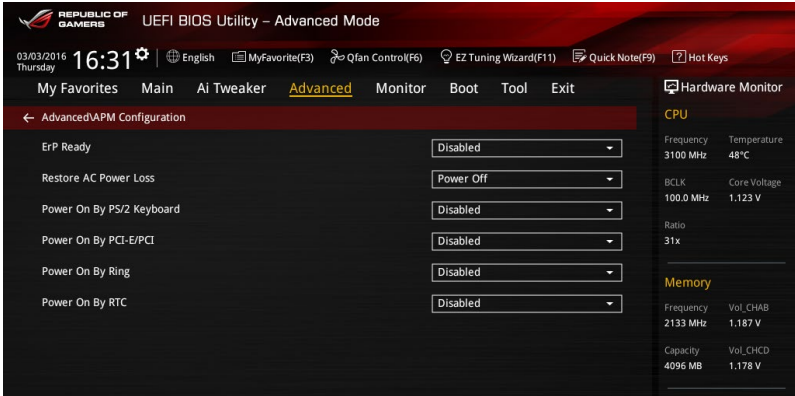 REPUBLIC OF
GAMERS
UEFI BIOS Utility – Advanced Mode
03/03/2016
Thursday
16:31
English
MyFavorite(F3)
Qfan Control(F6)
EZ Tuning Wizard(F11)
Quick Note(F9)
? Hot Keys
My Favorites
Main
Ai Tweaker
Advanced
Monitor
Boot
Tool
Exit
Hardware Monitor
← Advanced\APM Configuration
ErP Ready Disabled
Restore AC Power Loss Power Off
Power On By PS/2 Keyboard Disabled
Power On By PCI-E/PCI Disabled
Power On By Ring Disabled
Power On By RTC Disabled
CPU
Frequency Temperature
3100 MHz 48°C
BCLK Core Voltage
100.0 MHz 1.123 V
Ratio
31x
Memory
Frequency Vol_CHAB
2133 MHz 1.187 V
Capacity Vol_CHCD
4096 MB 1.178 V